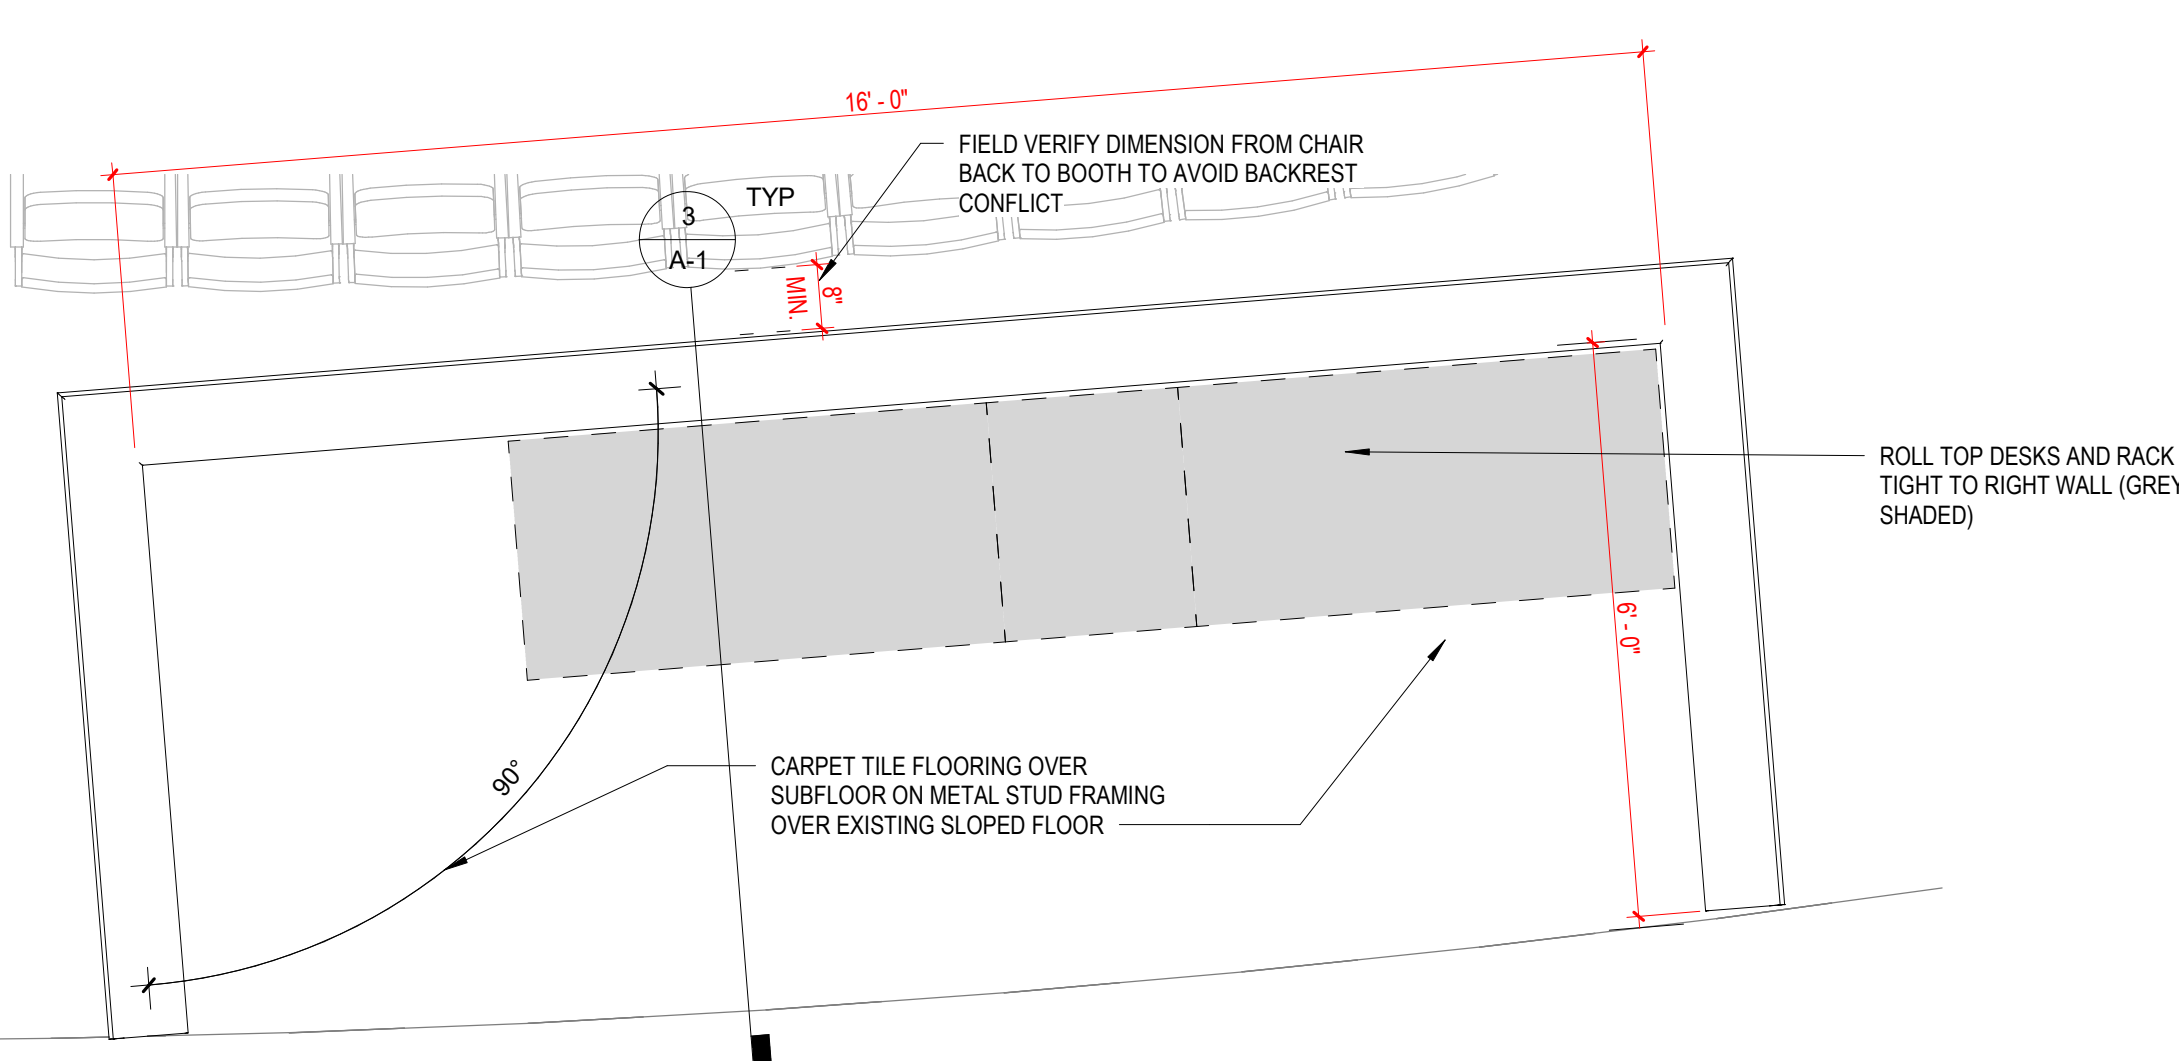 16' - 0"
FIELD VERIFY DIMENSION FROM CHAIR
BACK TO BOOTH TO AVOID BACKREST
CONFLICT
TYP
3
A-1
8"
MIN.
ROLL TOP DESKS AND RACK
TIGHT TO RIGHT WALL (GREY
SHADED)
6' - 0"
90°
CARPET TILE FLOORING OVER
SUBFLOOR ON METAL STUD FRAMING
OVER EXISTING SLOPED FLOOR